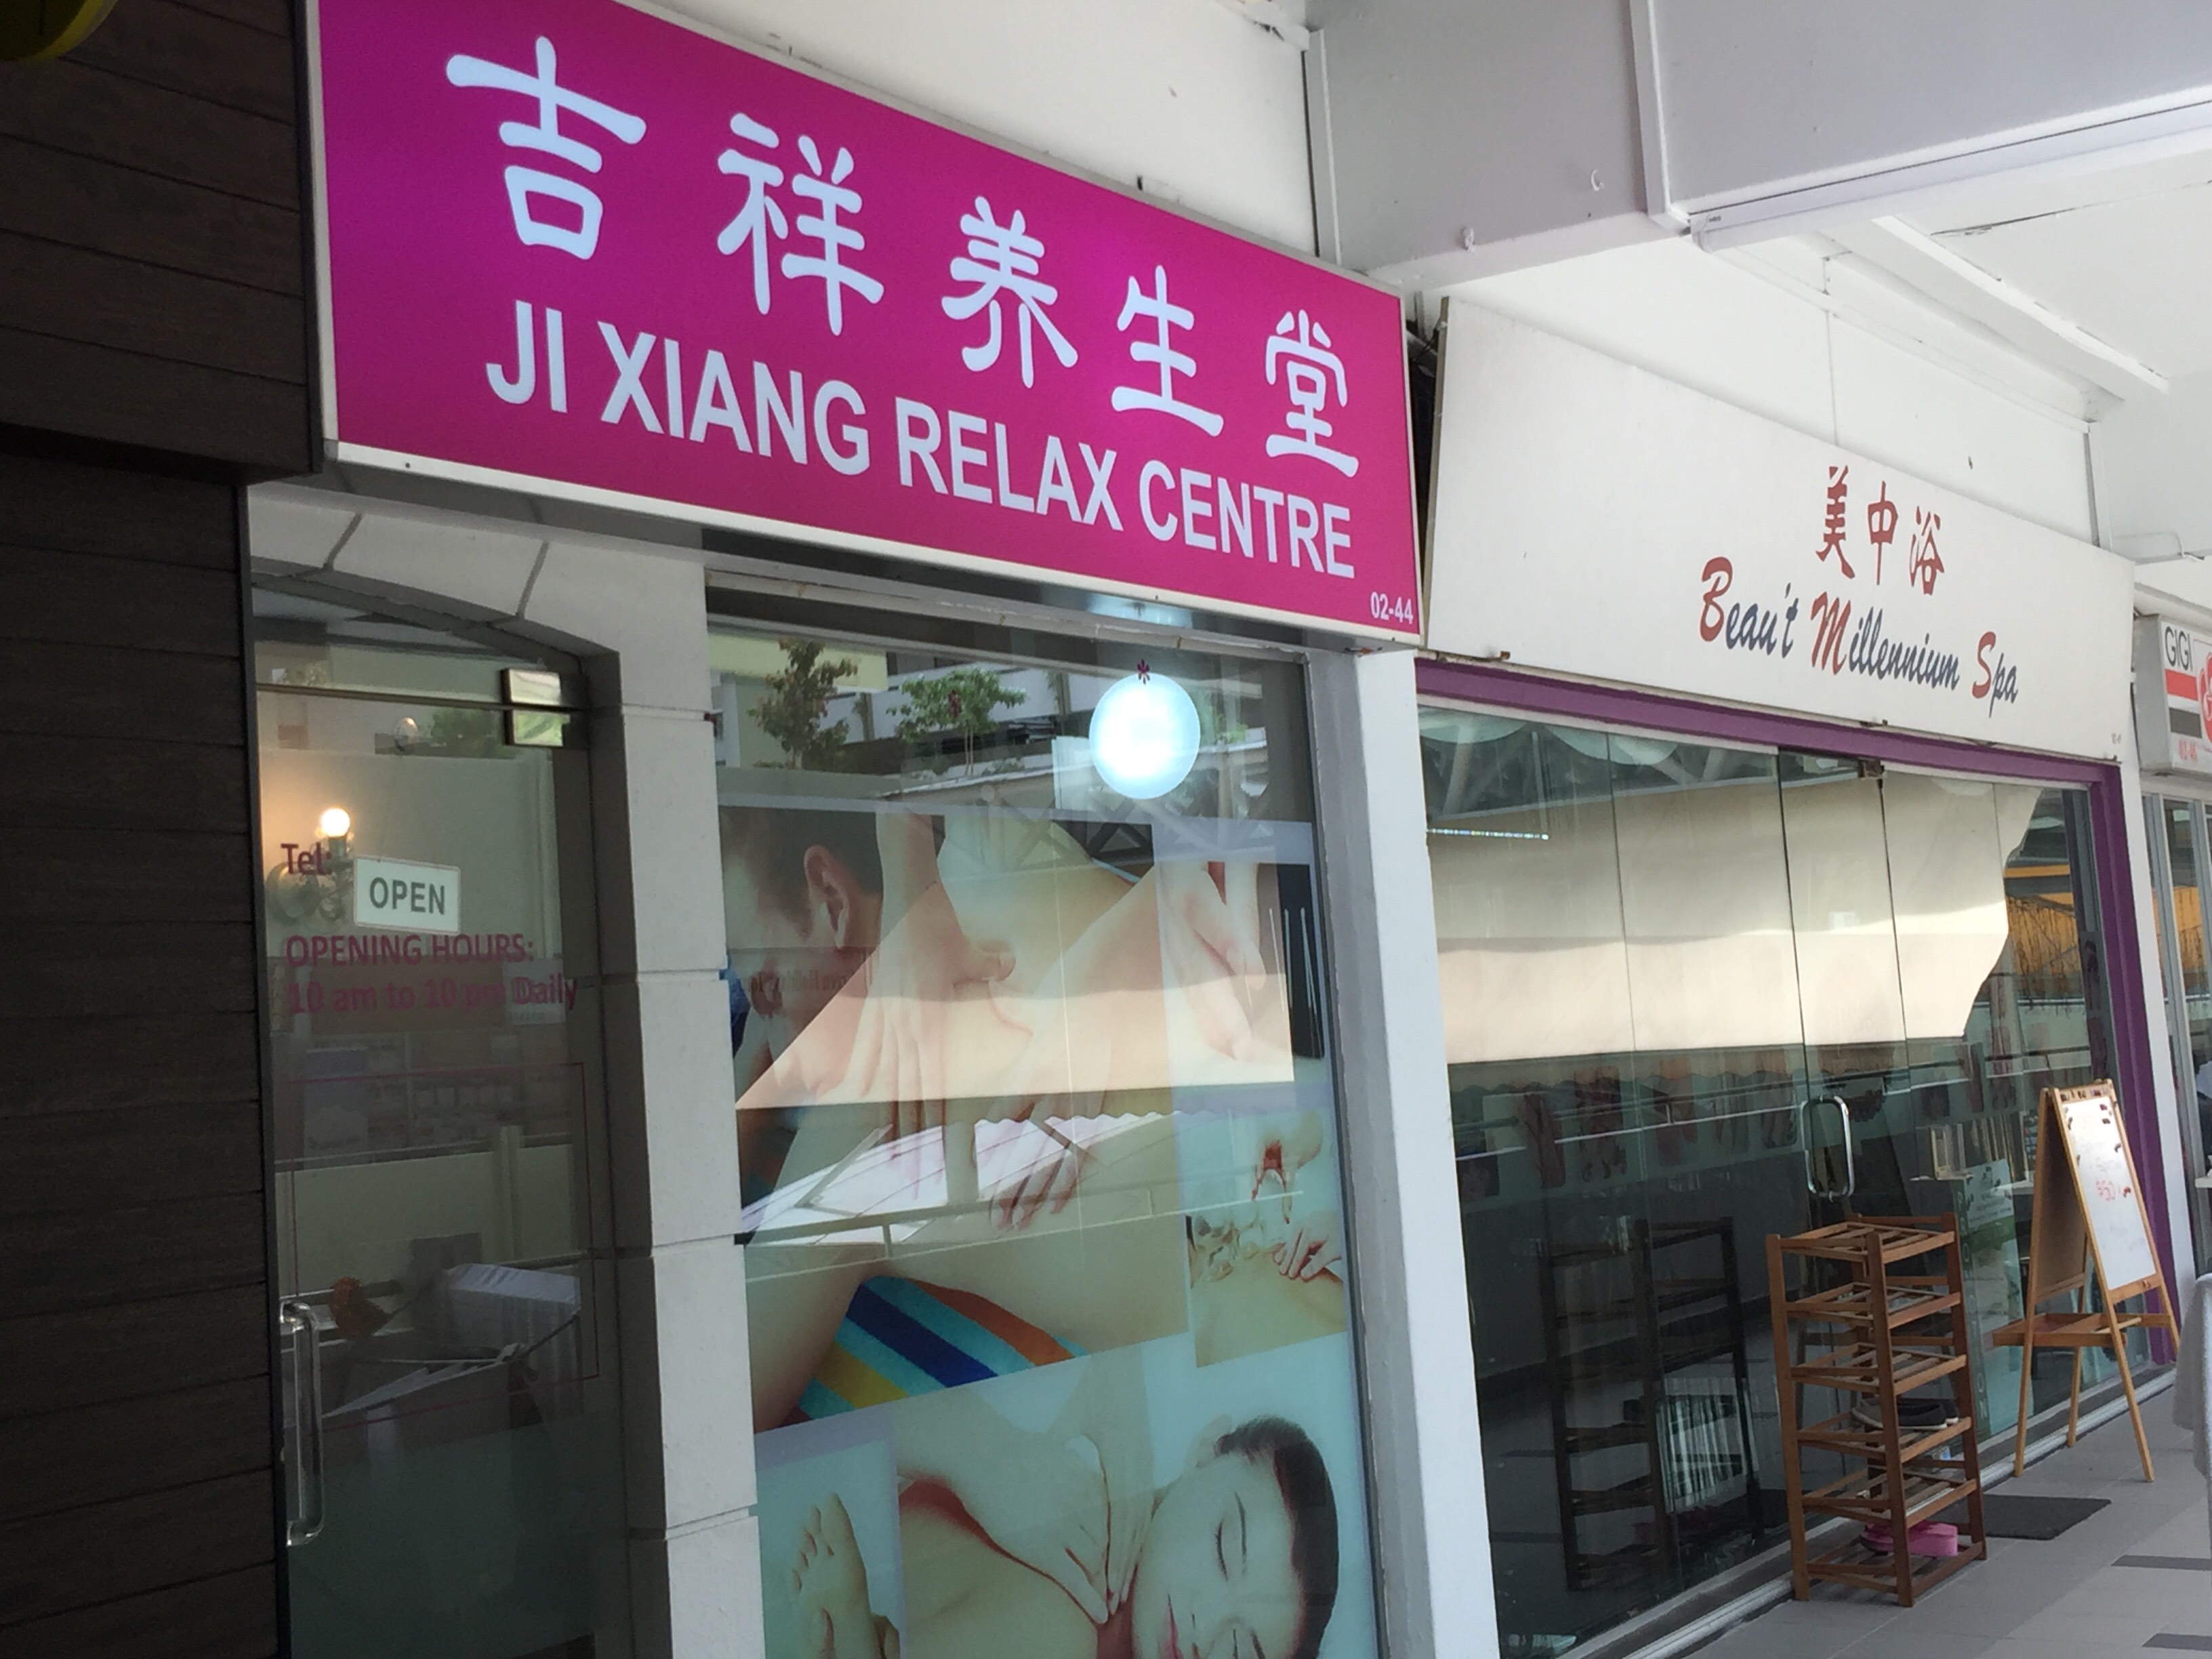 吉祥养生堂
JI XIANG RELAX CENTRE
02-44
Tel:
OPEN
OPENING HOURS:
10 am to 10 pm Daily
美中浴
Beau't Millennium Spa
GIGI